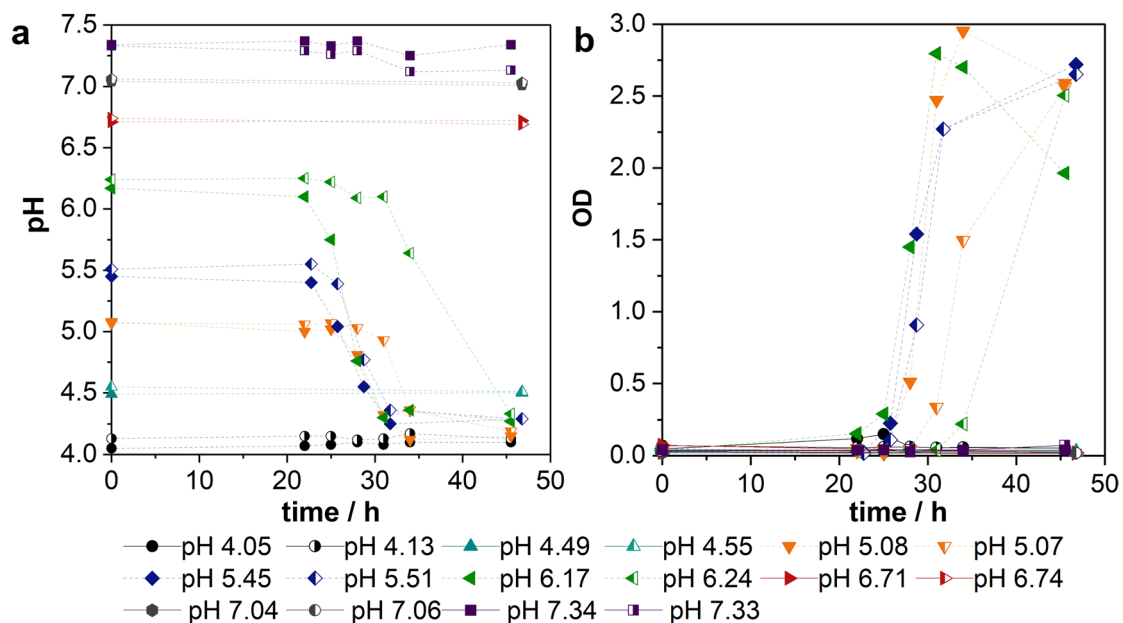 a
7.5
7.0
6.5
6.0
5.5
5.0
4.5
4.0
pH
0 10 20 30 40 50
time / h
b
3.0
2.5
2.0
1.5
1.0
0.5
0.0
OD
0 10 20 30 40 50
time / h
pH 4.05 pH 4.13 pH 4.49 pH 4.55 pH 5.08 pH 5.07
pH 5.45 pH 5.51 pH 6.17 pH 6.24 pH 6.71 pH 6.74
pH 7.04 pH 7.06 pH 7.34 pH 7.33